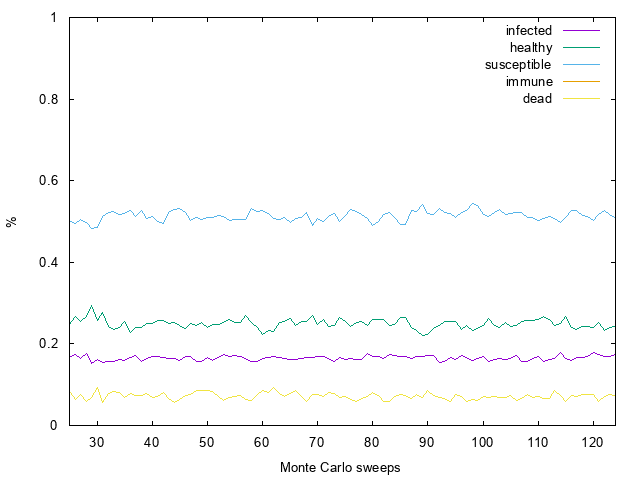 1
0.8
0.6
0.4
0.2
0
%
infected
healthy
susceptible
immune
dead
30 40 50 60 70 80 90 100 110 120
Monte Carlo sweeps